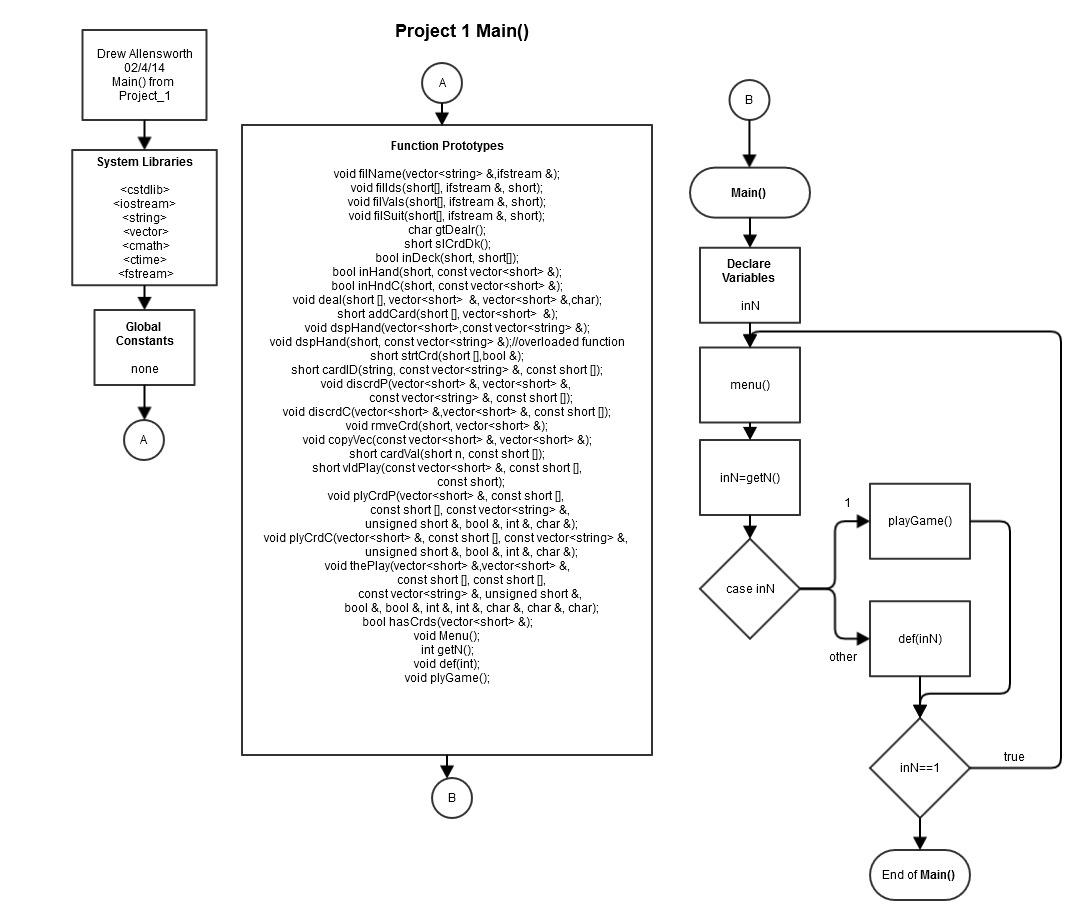 Project 1 Main()
Drew Allensworth
02/4/14
Main() from
Project_1
System Libraries
<cstdlib>
<iostream>
<string>
<vector>
<cmath>
<ctime>
<fstream>
Global
Constants
none
A
A
Function Prototypes
void filName(vector<string> &,ifstream &);
void fillds(short[], ifstream &, short);
void filVals(short[], ifstream &, short);
void filSuit(short[], ifstream &, short);
char gtDealr();
short slCrdDk();
bool inDeck(short, short[]);
bool inHand(short, const vector<short> &);
bool inHndC(short, const vector<short> &);
void deal(short [], vector<short> &, vector<short> &,char);
short addCard(short [], vector<short> &);
void dspHand(vector<short>,const vector<string> &);
void dspHand(short, const vector<string> &);//overloaded function
short strtCrd(short [],bool &);
short cardID(string, const vector<string> &, const short []);
void discrdP(vector<short> &, vector<short> &,
const vector<string> &, const short []);
void discrdC(vector<short> &,vector<short> &, const short []);
void rmveCrd(short, vector<short> &);
void copyVec(const vector<short> &, vector<short> &);
short cardVal(short n, const short []);
short vldPlay(const vector<short> &, const short [],
const short);
void plyCrdP(vector<short> &, const short [],
const short [], const vector<string> &,
unsigned short &, bool &, int &, char &);
void plyCrdC(vector<short> &, const short [], const vector<string> &,
unsigned short &, bool &, int &, char &);
void thePlay(vector<short> &,vector<short> &,
const short [], const short [],
const vector<string> &, unsigned short &,
bool &, bool &, int &, int &, char &, char &, char);
bool hasCrds(vector<short> &);
void Menu();
int getN();
void def(int);
void plyGame();
B
B
Main()
Declare
Variables
inN
menu()
inN=getN()
case inN
1
playGame()
other
def(inN)
inN==1
true
End of Main()